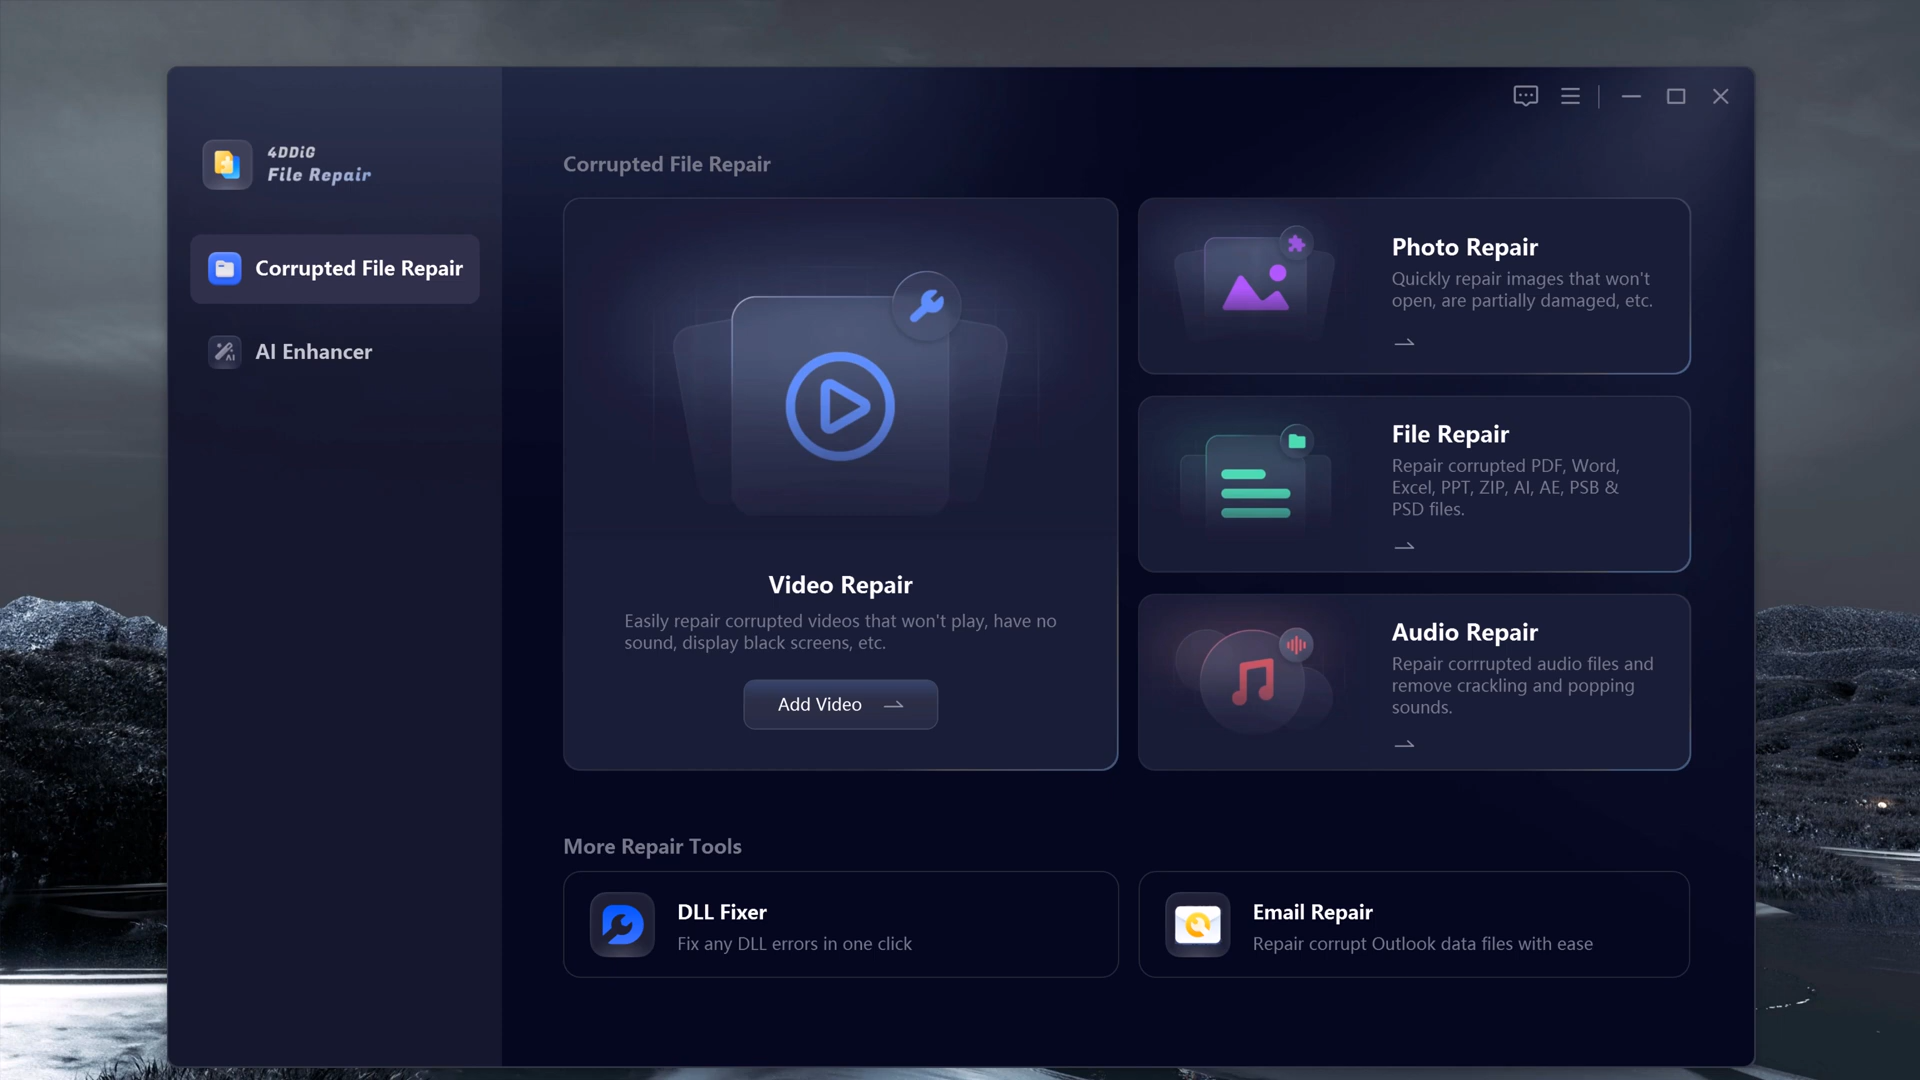 4DDiG
File Repair
Corrupted File Repair
AI
AI Enhancer
Corrupted File Repair
Video Repair
Easily repair corrupted videos that won't play, have no
sound, display black screens, etc.
Add Video
Photo Repair
Quickly repair images that won't
open, are partially damaged, etc.
File Repair
Repair corrupted PDF, Word,
Excel, PPT, ZIP, AI, AE, PSB &
PSD files.
Audio Repair
Repair corrrupted audio files and
remove crackling and popping
sounds.
More Repair Tools
DLL Fixer
Fix any DLL errors in one click
Email Repair
Repair corrupt Outlook data files with ease